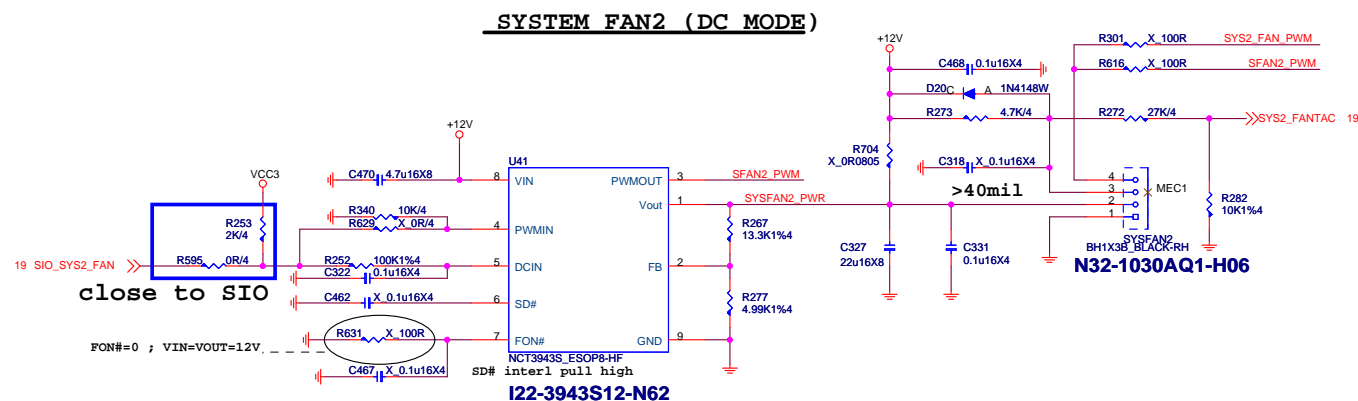 SYSTEM FAN2 (DC MODE)
+12V
R301 X_100R SYS2_FAN_PWM
R616 X_100R SFAN2_PWM
C468 0.1u16X4
D20 C A 1N4148W
R273 4.7K/4
R272 27K/4
SYS2_FANTAC 19
+12V
R704
X_0R0805
C318 X_0.1u16X4
>40mil
4
3
2
1
MEC1
SYSFAN2
BH1X3B_BLACK-RH
N32-1030AQ1-H06
R282
10K1%4
U41
C470 4.7u16X8
8 VIN
PWMOUT 3
SFAN2_PWM
Vout 1
SYSFAN2_PWR
VCC3
R253
2K/4
R340 10K/4
R629 X_0R/4
4 PWMIN
R267
13.3K1%4
C327
22u16X8
C331
0.1u16X4
19 SIO_SYS2_FAN
R595 0R/4
R252 100K1%4
5 DCIN
FB 2
C322 0.1u16X4
close to SIO
C462 X_0.1u16X4
6 SD#
R277
4.99K1%4
R631 X_100R
7 FON#
GND 9
FON#=0 ; VIN=VOUT=12V
NCT3943S_ESOP8-HF
C467 X_0.1u16X4
SD# interl pull high
I22-3943S12-N62